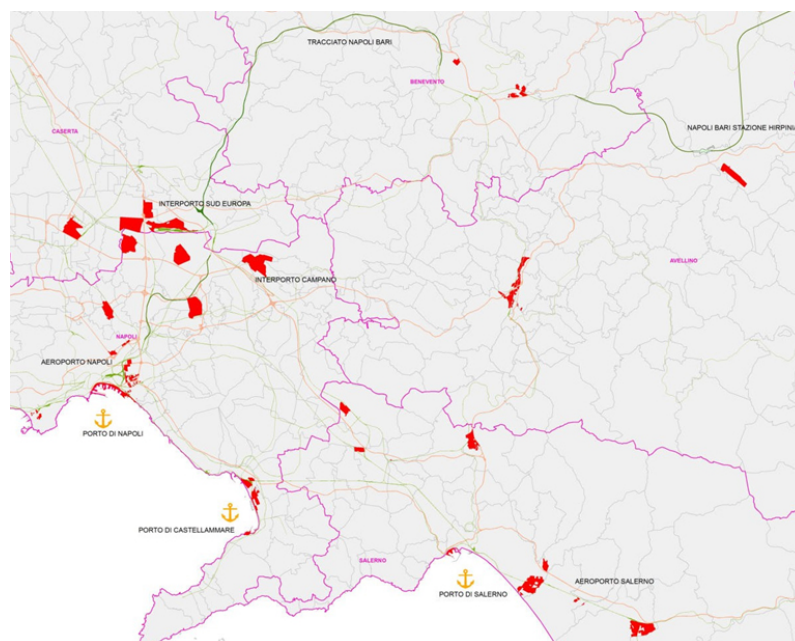 TRACCIATO NAPOLI BARI
BENEVENTO
NAPOLI BARI STAZIONE HIRPINIA
CASERTA
INTERPORTO SUD EUROPA
AVELLINO
INTERPORTO CAMPANO
NAPOLI
AEROPORTO NAPOLI
PORTO DI NAPOLI
PORTO DI CASTELLAMMARE
SALERNO
AEROPORTO SALERNO
PORTO DI SALERNO